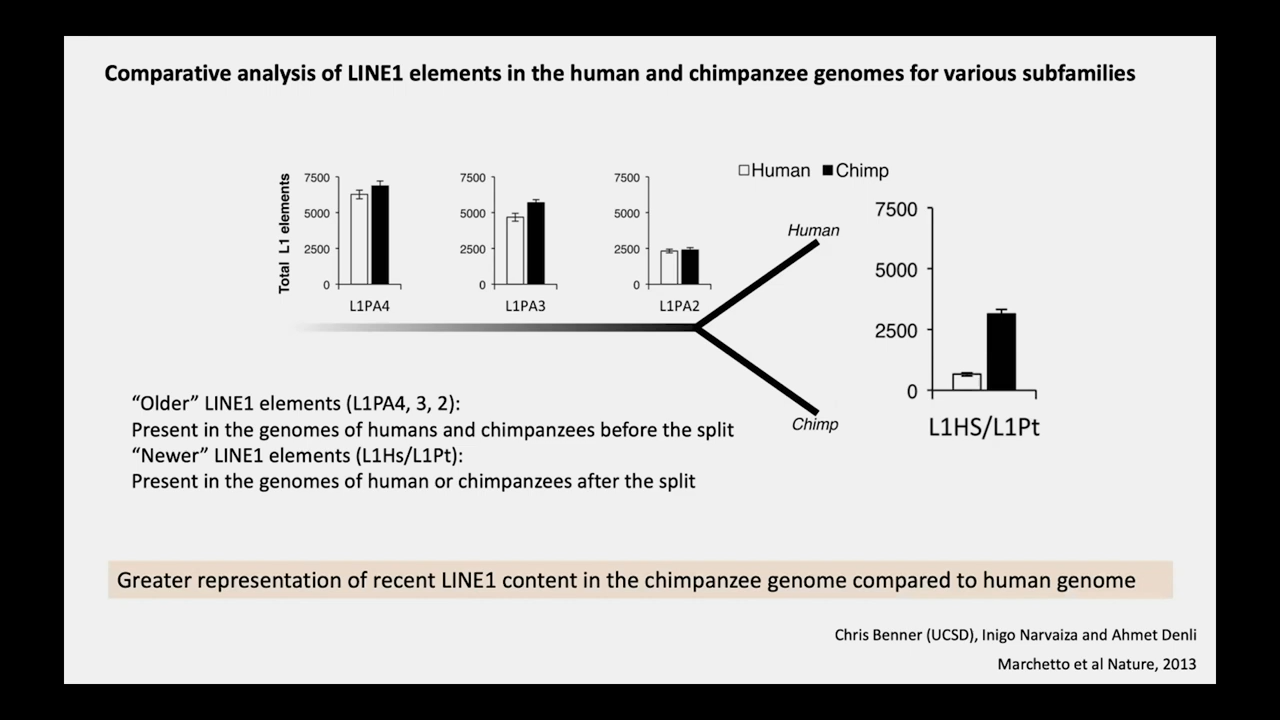 Comparative analysis of LINE1 elements in the human and chimpanzee genomes for various subfamilies
Human Chimp
Total L1 elements
7500
5000
2500
0
L1PA4
7500
5000
2500
0
L1PA3
7500
5000
2500
0
L1PA2
Human
Chimp
7500
5000
2500
0
L1HS/L1Pt
“Older” LINE1 elements (L1PA4, 3, 2):
Present in the genomes of humans and chimpanzees before the split
“Newer” LINE1 elements (L1Hs/L1Pt):
Present in the genomes of human or chimpanzees after the split
Greater representation of recent LINE1 content in the chimpanzee genome compared to human genome
Chris Benner (UCSD), Inigo Narvaiza and Ahmet Denli
Marchetto et al Nature, 2013